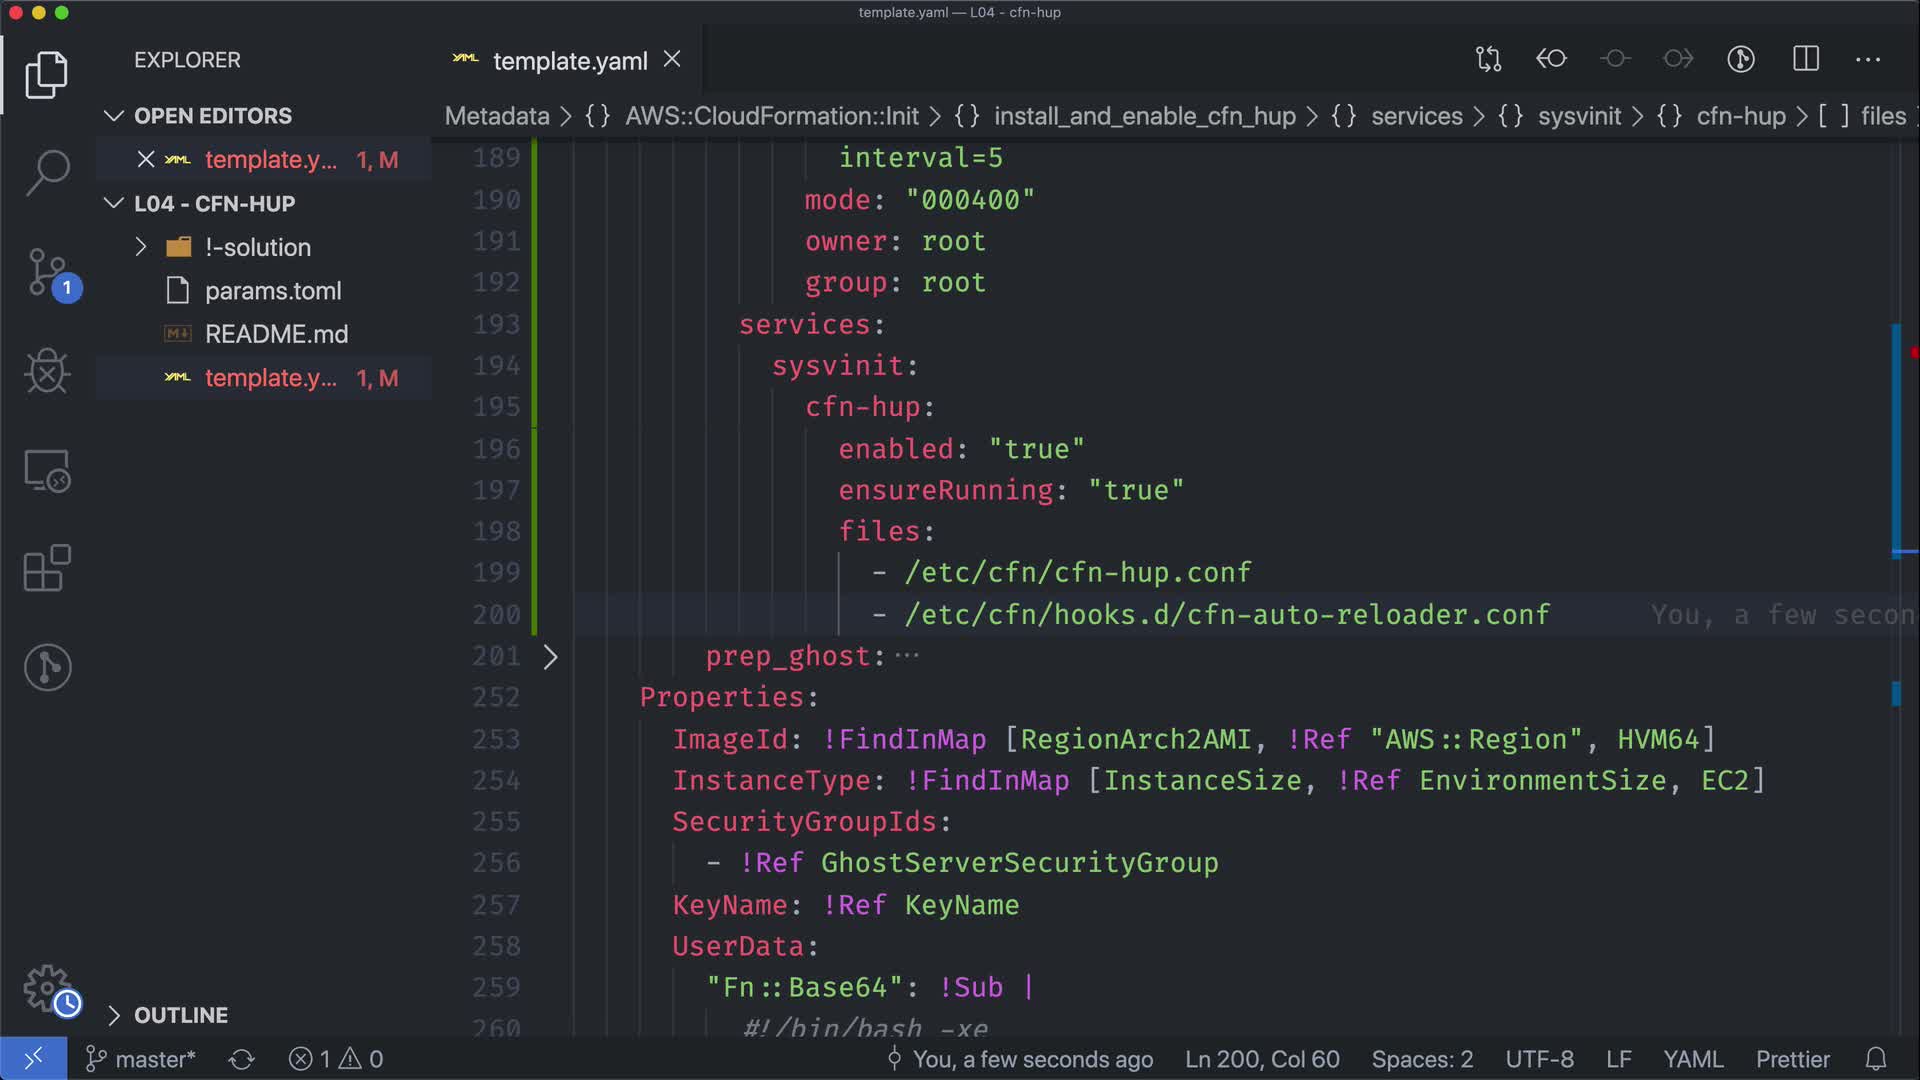 template.yaml — L04 - cfn-hup
EXPLORER
template.yaml
Metadata > {} AWS::CloudFormation::Init > {} install_and_enable_cfn_hup > {} services > {} sysvinit > {} cfn-hup > [ ] files
OPEN EDITORS
template.y... 1, M
L04 - CFN-HUP
!-solution
params.toml
README.md
template.y... 1, M
OUTLINE
1
189 interval=5
190 mode: "000400"
191 owner: root
192 group: root
193 services:
194 sysvinit:
195 cfn-hup:
196 enabled: "true"
197 ensureRunning: "true"
198 files:
199 - /etc/cfn/cfn-hup.conf
200 - /etc/cfn/hooks.d/cfn-auto-reloader.conf You, a few secon
201 prep_ghost:···
252 Properties:
253 ImageId: !FindInMap [RegionArch2AMI, !Ref "AWS::Region", HVM64]
254 InstanceType: !FindInMap [InstanceSize, !Ref EnvironmentSize, EC2]
255 SecurityGroupIds:
256 - !Ref GhostServerSecurityGroup
257 KeyName: !Ref KeyName
258 UserData:
259 "Fn::Base64": !Sub |
260 #!/bin/bash -xe
master* 1 0 You, a few seconds ago Ln 200, Col 60 Spaces: 2 UTF-8 LF YAML Prettier